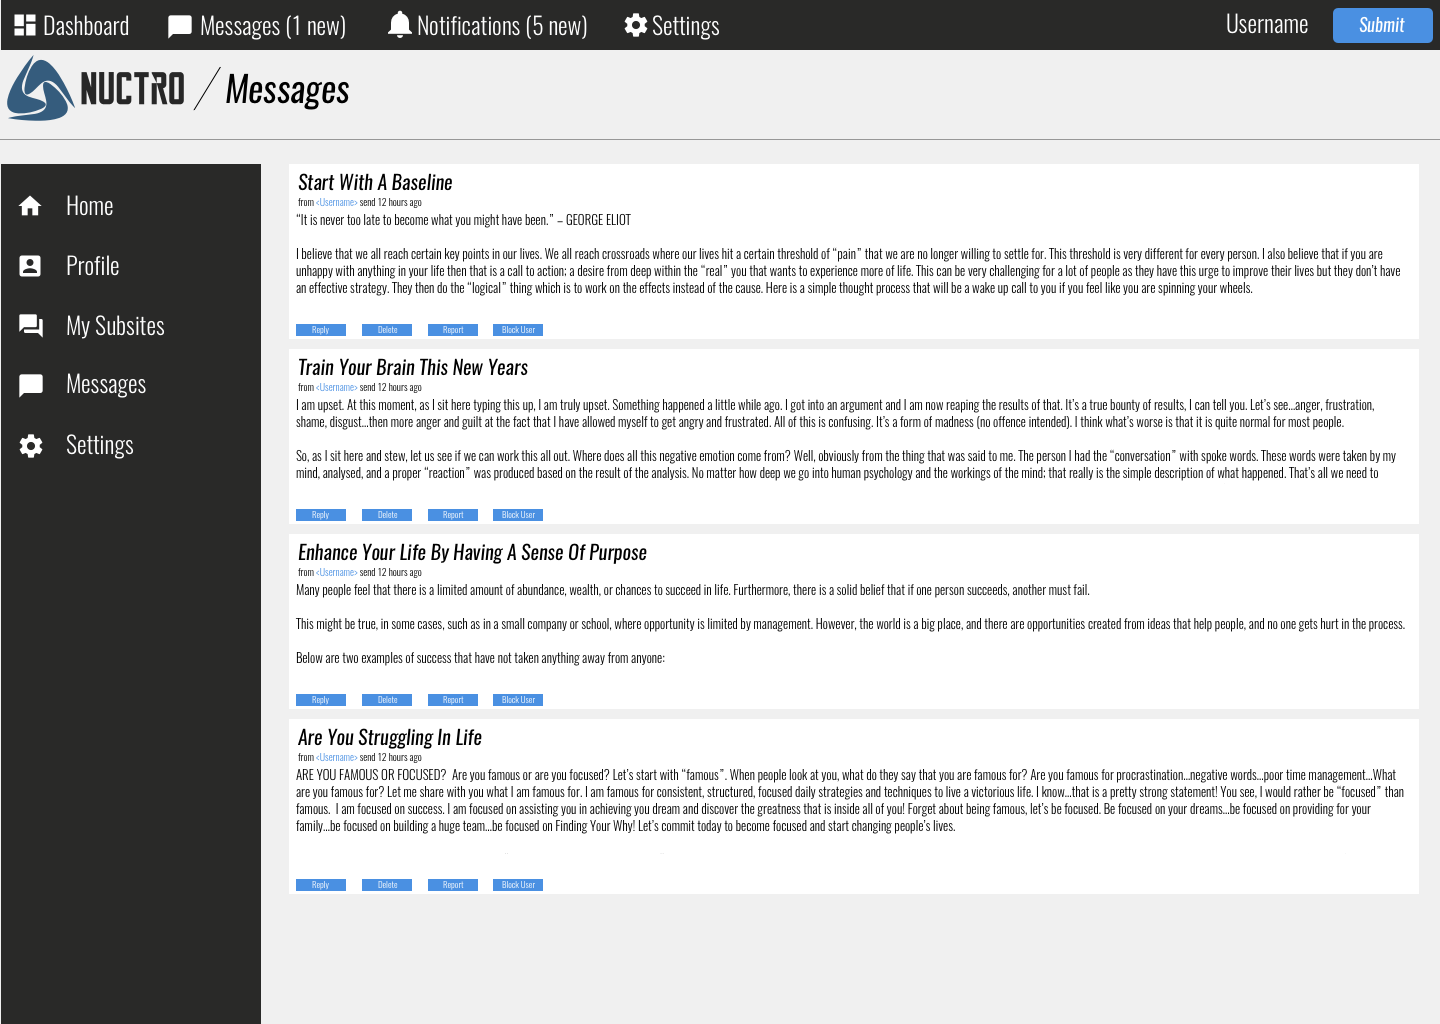 Dashboard Messages (1 new) Notifications (5 new) Settings Username Submit
NUCTRO / Messages
Home
Profile
My Subsites
Messages
Settings
Start With A Baseline
from <Username> send 12 hours ago
“It is never too late to become what you might have been.” – GEORGE ELIOT
I believe that we all reach certain key points in our lives. We all reach crossroads where our lives hit a certain threshold of “pain” that we are no longer willing to settle for. This threshold is very different for every person. I also believe that if you are
unhappy with anything in your life then that is a call to action; a desire from deep within the “real” you that wants to experience more of life. This can be very challenging for a lot of people as they have this urge to improve their lives but they don’t have
an effective strategy. They then do the “logical” thing which is to work on the effects instead of the cause. Here is a simple thought process that will be a wake up call to you if you feel like you are spinning your wheels.
Reply Delete Report Block User
Train Your Brain This New Years
from <Username> send 12 hours ago
I am upset. At this moment, as I sit here typing this up, I am truly upset. Something happened a little while ago. I got into an argument and I am now reaping the results of that. It’s a true bounty of results, I can tell you. Let’s see…anger, frustration,
shame, disgust…then more anger and guilt at the fact that I have allowed myself to get angry and frustrated. All of this is confusing. It’s a form of madness (no offence intended). I think what’s worse is that it is quite normal for most people.
So, as I sit here and stew, let us see if we can work this all out. Where does all this negative emotion come from? Well, obviously from the thing that was said to me. The person I had the “conversation” with spoke words. These words were taken by my
mind, analysed, and a proper “reaction” was produced based on the result of the analysis. No matter how deep we go into human psychology and the workings of the mind; that really is the simple description of what happened. That’s all we need to
Reply Delete Report Block User
Enhance Your Life By Having A Sense Of Purpose
from <Username> send 12 hours ago
Many people feel that there is a limited amount of abundance, wealth, or chances to succeed in life. Furthermore, there is a solid belief that if one person succeeds, another must fail.
This might be true, in some cases, such as in a small company or school, where opportunity is limited by management. However, the world is a big place, and there are opportunities created from ideas that help people, and no one gets hurt in the process.
Below are two examples of success that have not taken anything away from anyone:
Reply Delete Report Block User
Are You Struggling In Life
from <Username> send 12 hours ago
ARE YOU FAMOUS OR FOCUSED?  Are you famous or are you focused? Let’s start with “famous”. When people look at you, what do they say that you are famous for? Are you famous for procrastination…negative words…poor time management…What
are you famous for? Let me share with you what I am famous for. I am famous for consistent, structured, focused daily strategies and techniques to live a victorious life. I know…that is a pretty strong statement! You see, I would rather be “focused” than
famous.  I am focused on success. I am focused on assisting you in achieving you dream and discover the greatness that is inside all of you! Forget about being famous, let’s be focused. Be focused on your dreams…be focused on providing for your
family…be focused on building a huge team…be focused on Finding Your Why! Let’s commit today to become focused and start changing people’s lives.
Reply Delete Report Block User